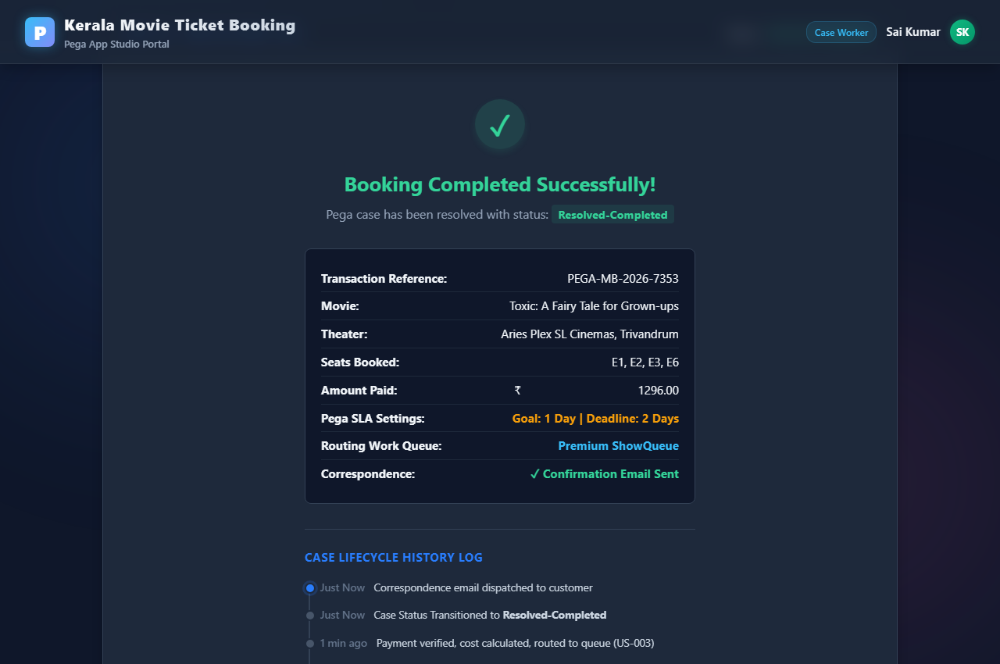 P
Kerala Movie Ticket Booking
Pega App Studio Portal
Case Worker
Sai Kumar
SK
✓
Booking Completed Successfully!
Pega case has been resolved with status: Resolved-Completed
Transaction Reference: PEGA-MB-2026-7353
Movie: Toxic: A Fairy Tale for Grown-ups
Theater: Aries Plex SL Cinemas, Trivandrum
Seats Booked: E1, E2, E3, E6
Amount Paid: ₹ 1296.00
Pega SLA Settings: Goal: 1 Day | Deadline: 2 Days
Routing Work Queue: Premium ShowQueue
Correspondence: ✓ Confirmation Email Sent
CASE LIFECYCLE HISTORY LOG
Just Now Correspondence email dispatched to customer
Just Now Case Status Transitioned to Resolved-Completed
1 min ago Payment verified, cost calculated, routed to queue (US-003)